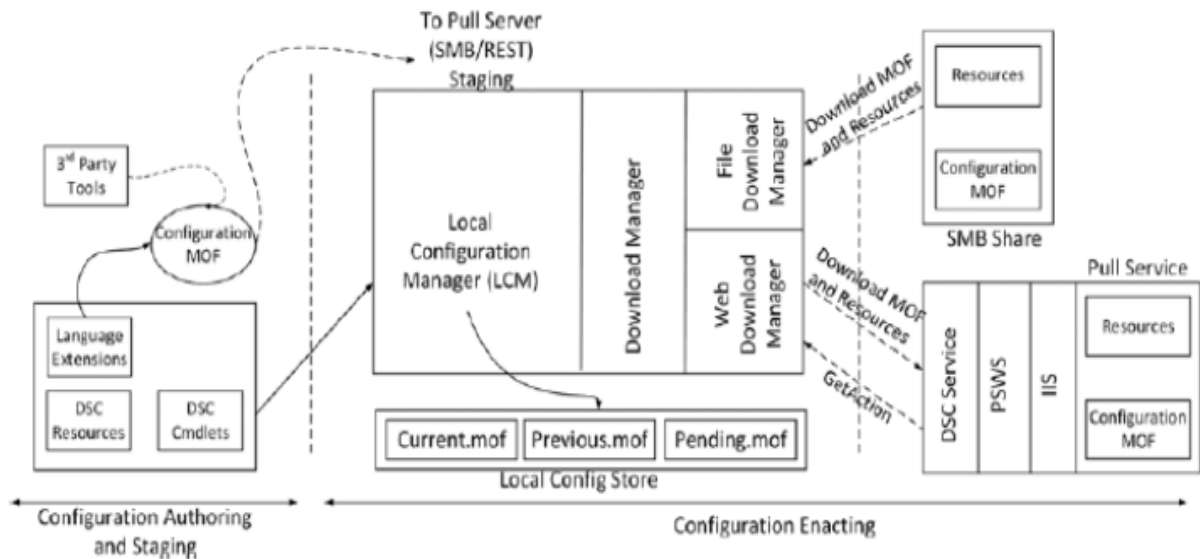 To Pull Server
(SMB/REST)
Staging
3rd Party
Tools
Configuration
MOF
Language
Extensions
DSC
Resources
DSC
Cmdlets
Configuration Authoring
and Staging
Local
Configuration
Manager (LCM)
Download Manager
File
Download
Manager
Web
Download
Manager
Current.mof
Previous.mof
Pending.mof
Local Config Store
Download MOF
and Resources
Resources
Configuration
MOF
SMB Share
Download MOF
and Resources
GetAction
Pull Service
DSC Service
PSWS
IIS
Resources
Configuration
MOF
Configuration Enacting